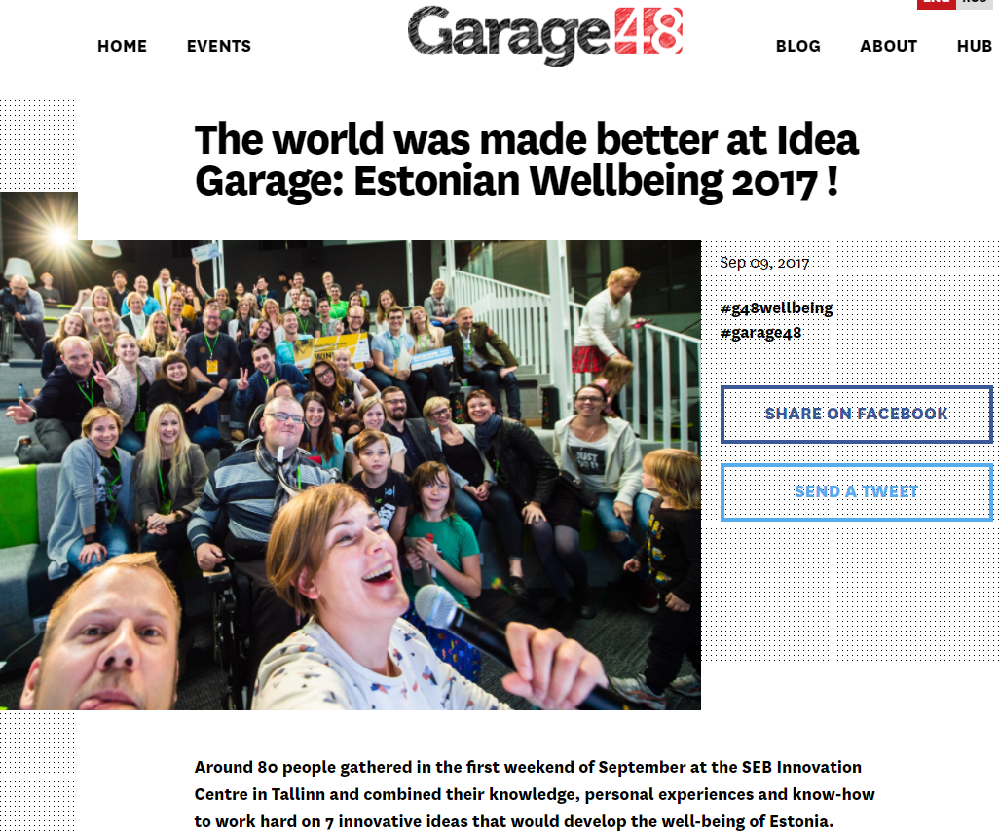 HOME
EVENTS
Garage48
BLOG
ABOUT
HUB
The world was made better at Idea
Garage: Estonian Wellbeing 2017 !
Sep 09, 2017
#g48wellbeing
#garage48
SHARE ON FACEBOOK
SEND A TWEET
Around 80 people gathered in the first weekend of September at the SEB Innovation
Centre in Tallinn and combined their knowledge, personal experiences and know-how
to work hard on 7 innovative ideas that would develop the well-being of Estonia.